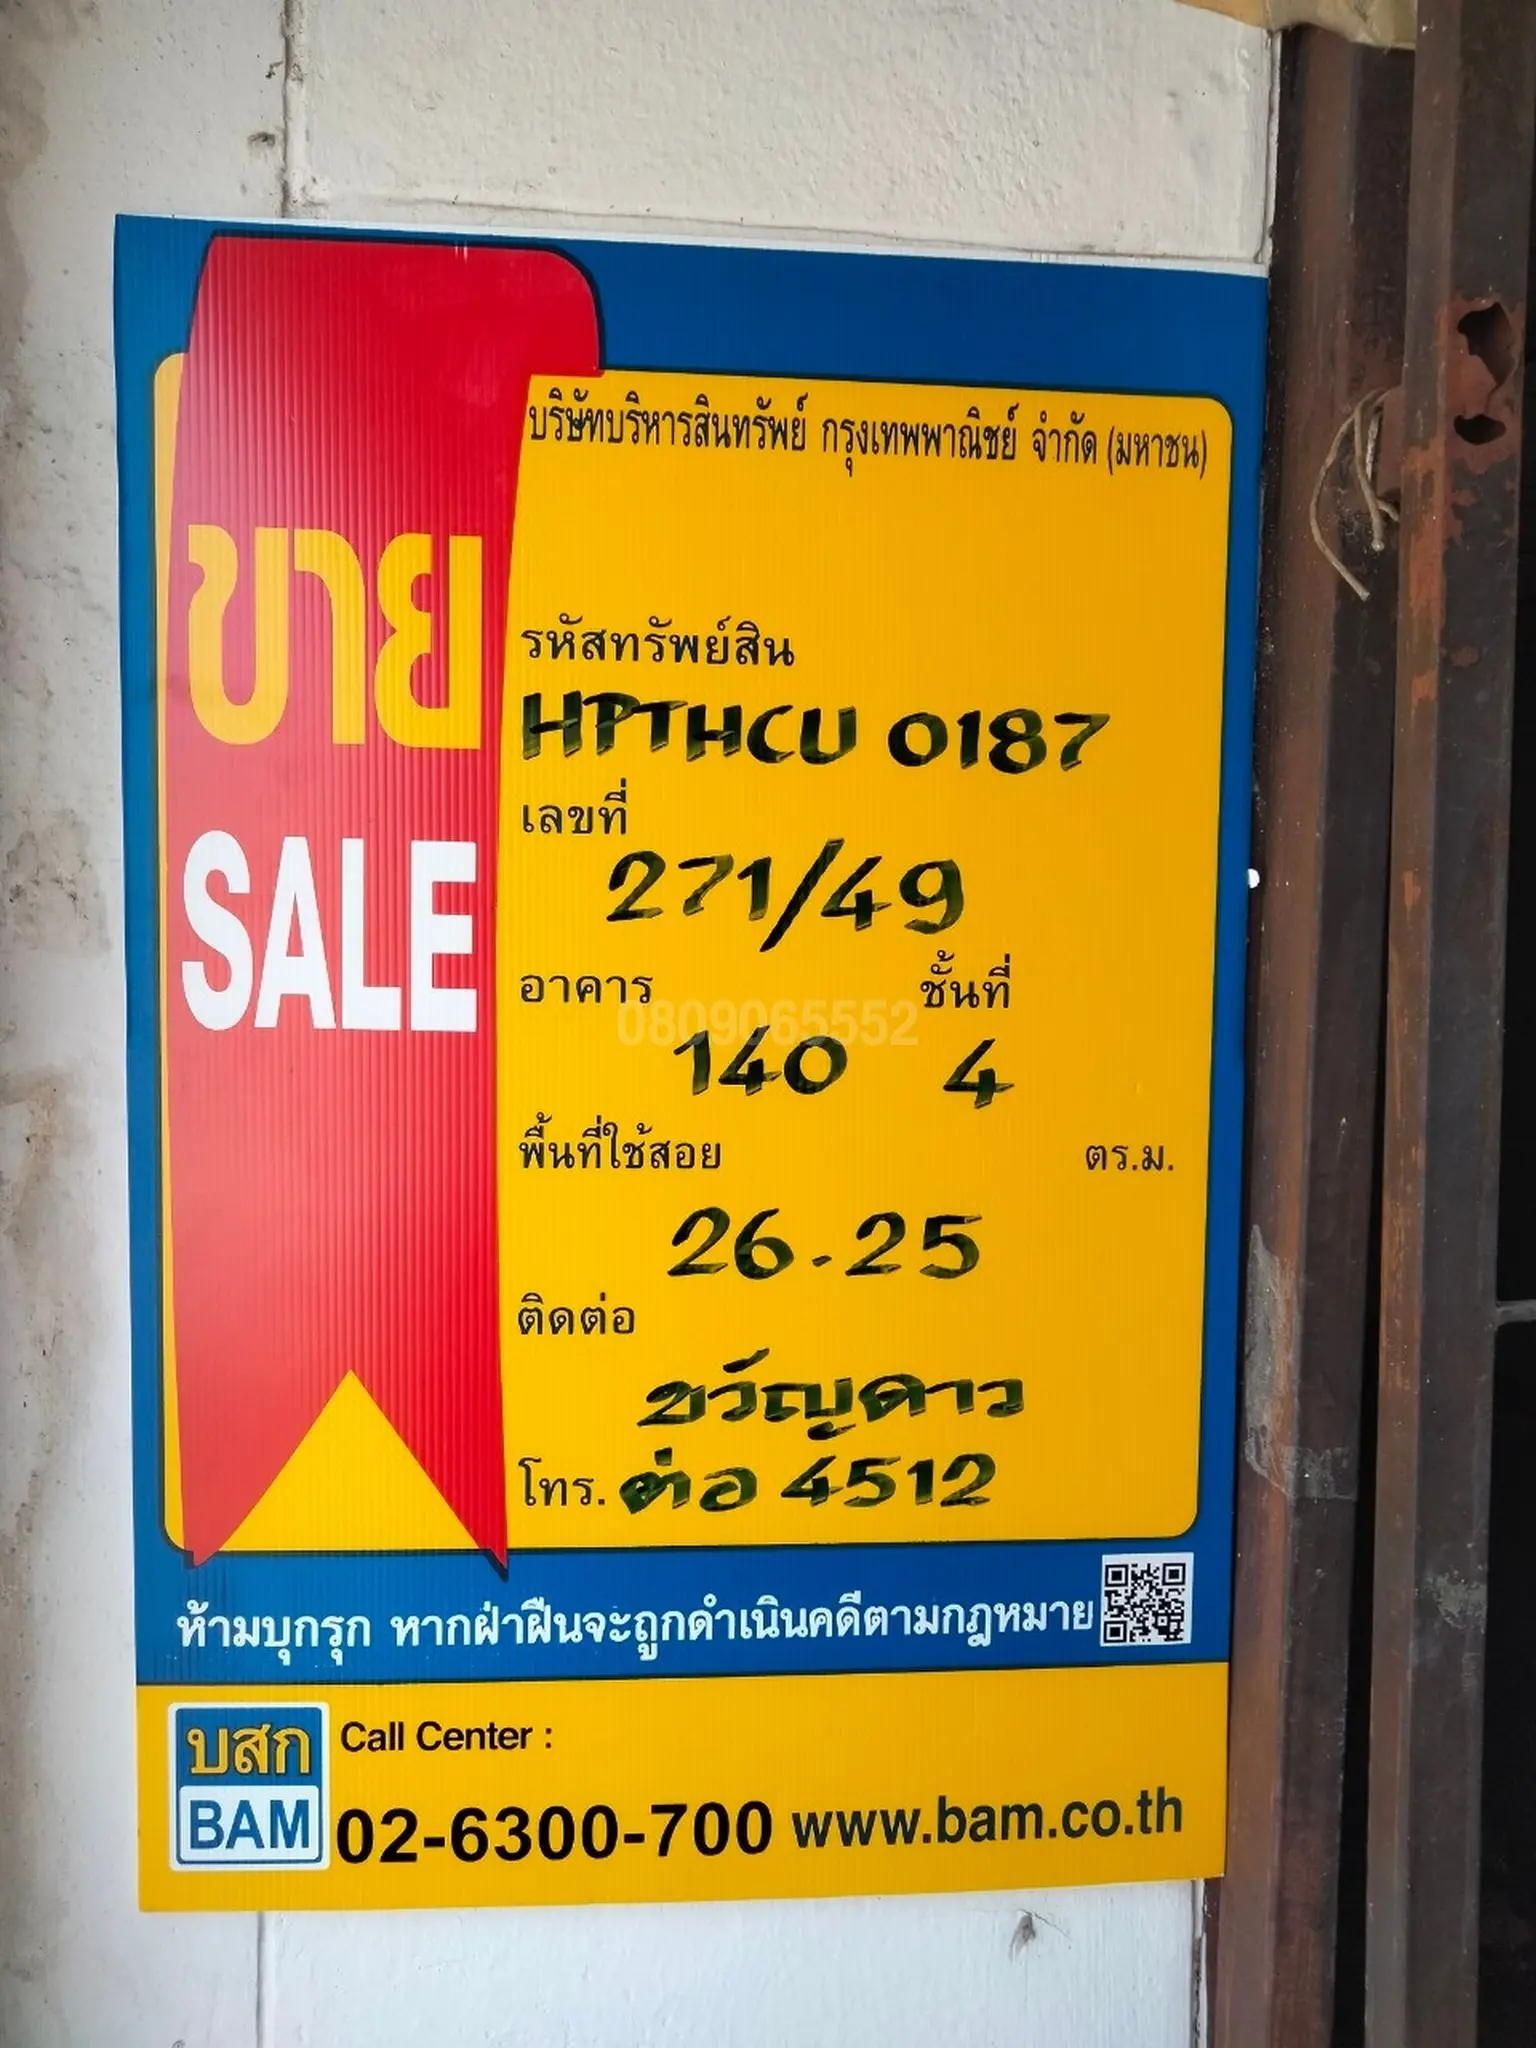 บริษัทบริหารสินทรัพย์ กรุงเทพพาณิชย์ จำกัด (มหาชน)
ขาย
SALE
รหัสทรัพย์สิน
HPTHCU 0187
เลขที่
271/49
อาคาร ชั้นที่
0809065552
140 4
พื้นที่ใช้สอย ตร.ม.
26.25
ติดต่อ
ขวัญดาว
โทร. ต่อ 4512
ห้ามบุกรุก หากฝ่าฝืนจะถูกดำเนินคดีตามกฎหมาย
บสก
BAM
Call Center :
02-6300-700 www.bam.co.th